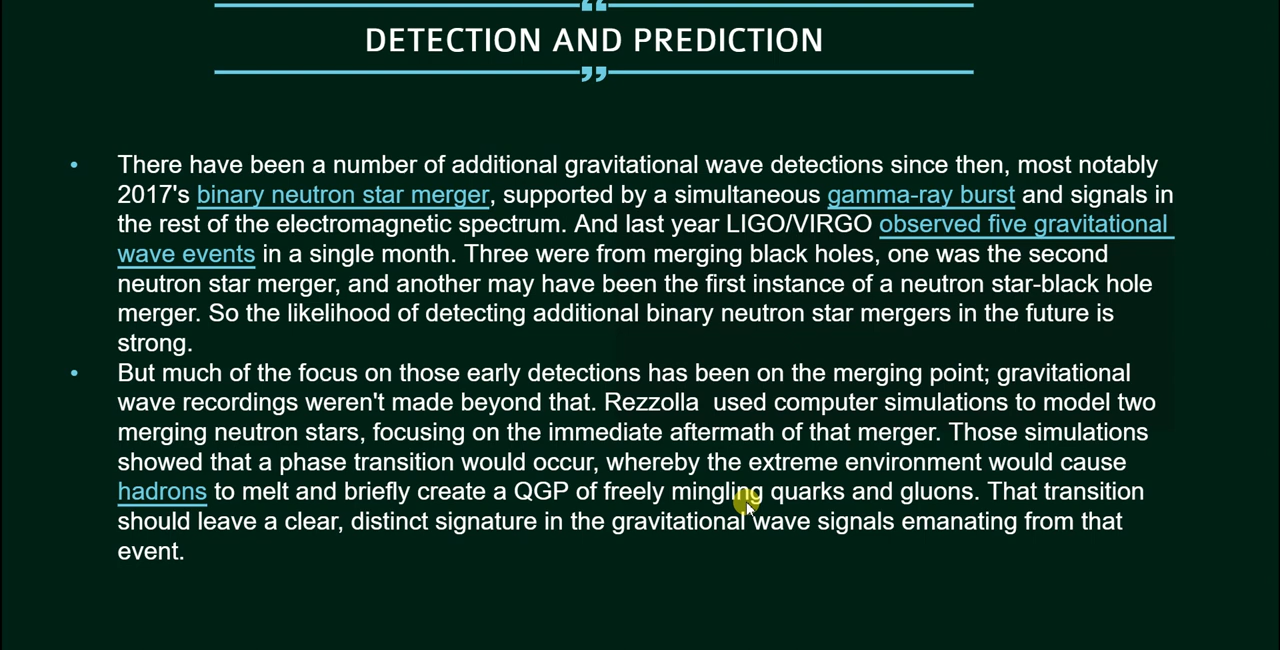 DETECTION AND PREDICTION
• There have been a number of additional gravitational wave detections since then, most notably
2017's binary neutron star merger, supported by a simultaneous gamma-ray burst and signals in
the rest of the electromagnetic spectrum. And last year LIGO/VIRGO observed five gravitational
wave events in a single month. Three were from merging black holes, one was the second
neutron star merger, and another may have been the first instance of a neutron star-black hole
merger. So the likelihood of detecting additional binary neutron star mergers in the future is
strong.
• But much of the focus on those early detections has been on the merging point; gravitational
wave recordings weren't made beyond that. Rezzolla used computer simulations to model two
merging neutron stars, focusing on the immediate aftermath of that merger. Those simulations
showed that a phase transition would occur, whereby the extreme environment would cause
hadrons to melt and briefly create a QGP of freely mingling quarks and gluons. That transition
should leave a clear, distinct signature in the gravitational wave signals emanating from that
event.